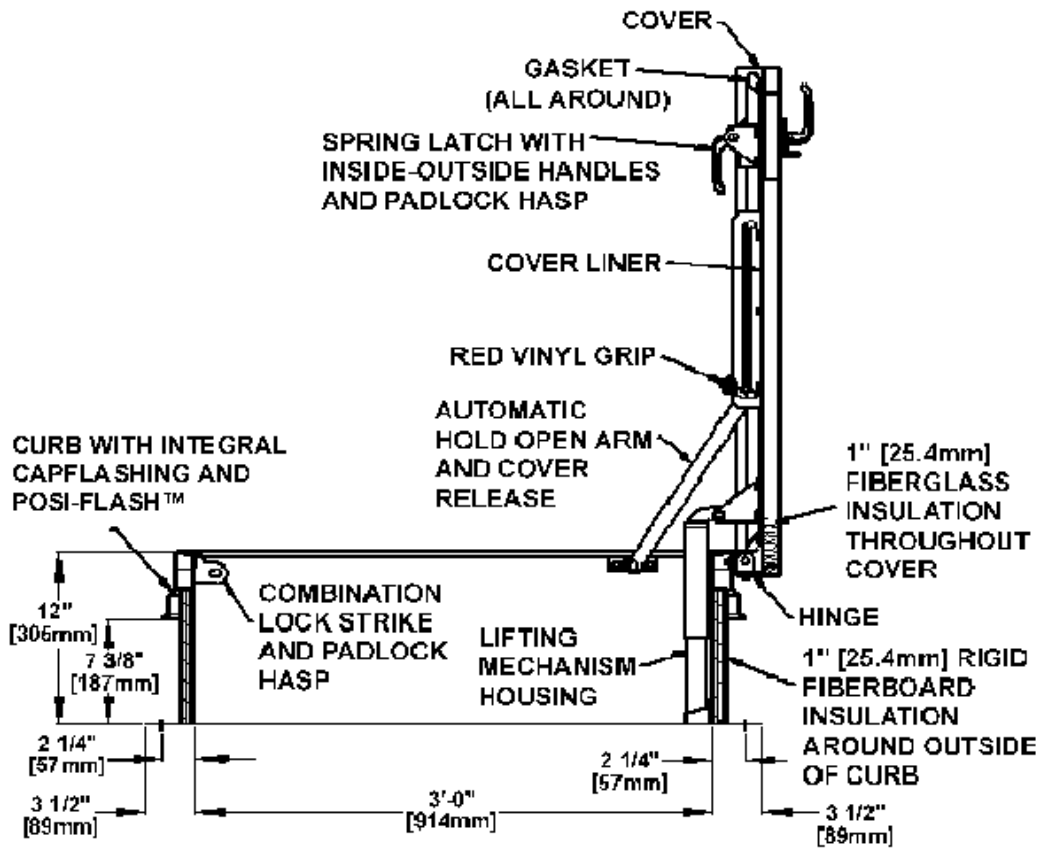 COVER
GASKET
(ALL AROUND)
SPRING LATCH WITH
INSIDE-OUTSIDE HANDLES
AND PADLOCK HASP
COVER LINER
RED VINYL GRIP
AUTOMATIC
HOLD OPEN ARM
AND COVER
RELEASE
CURB WITH INTEGRAL
CAPFLASHING AND
POSI-FLASH™
1" [25.4mm]
FIBERGLASS
INSULATION
THROUGHOUT
COVER
HINGE
12"
[305mm]
7 3/8"
[187mm]
COMBINATION
LOCK STRIKE
AND PADLOCK
HASP
LIFTING
MECHANISM
HOUSING
1" [25.4mm] RIGID
FIBERBOARD
INSULATION
AROUND OUTSIDE
OF CURB
2 1/4"
[57mm]
3 1/2"
[89mm]
3'-0"
[914mm]
2 1/4"
[57mm]
3 1/2"
[89mm]